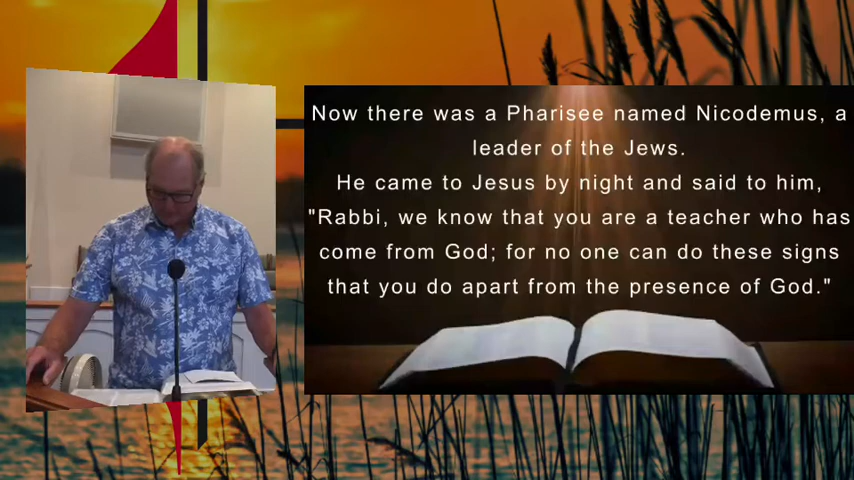 Now there was a Pharisee named Nicodemus, a
leader of the Jews.
He came to Jesus by night and said to him,
"Rabbi, we know that you are a teacher who has
come from God; for no one can do these signs
that you do apart from the presence of God."